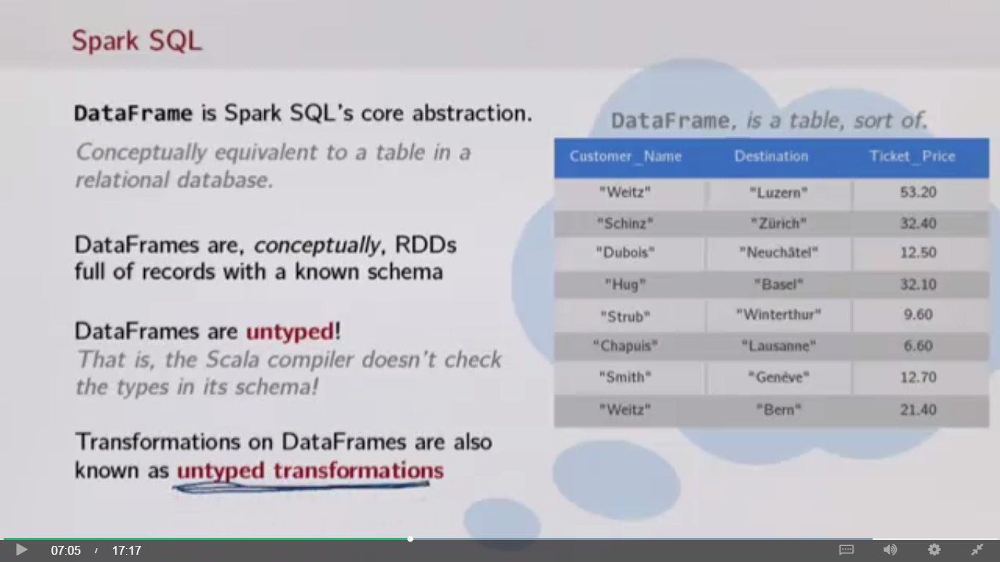 Spark SQL
DataFrame is Spark SQL's core abstraction.
Conceptually equivalent to a table in a
relational database.
DataFrames are, conceptually, RDDs
full of records with a known schema
DataFrames are untyped!
That is, the Scala compiler doesn't check
the types in its schema!
Transformations on DataFrames are also
known as untyped transformations
DataFrame, is a table, sort of.
Customer_Name Destination Ticket_Price
"Weitz" "Luzern" 53.20
"Schinz" "Zürich" 32.40
"Dubois" "Neuchâtel" 12.50
"Hug" "Basel" 32.10
"Strub" "Winterthur" 9.60
"Chapuis" "Lausanne" 6.60
"Smith" "Genève" 12.70
"Weitz" "Bern" 21.40
07:05 / 17:17